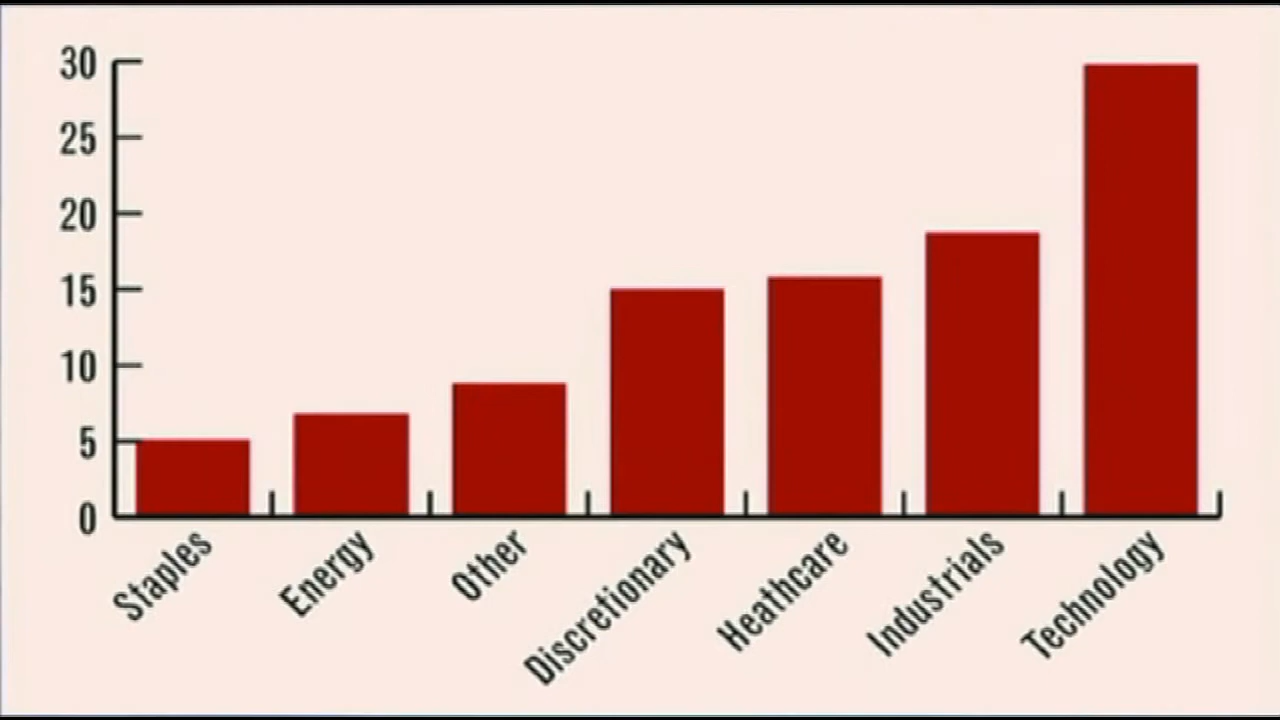 30
25
20
15
10
5
0
Staples
Energy
Other
Discretionary
Heathcare
Industrials
Technology